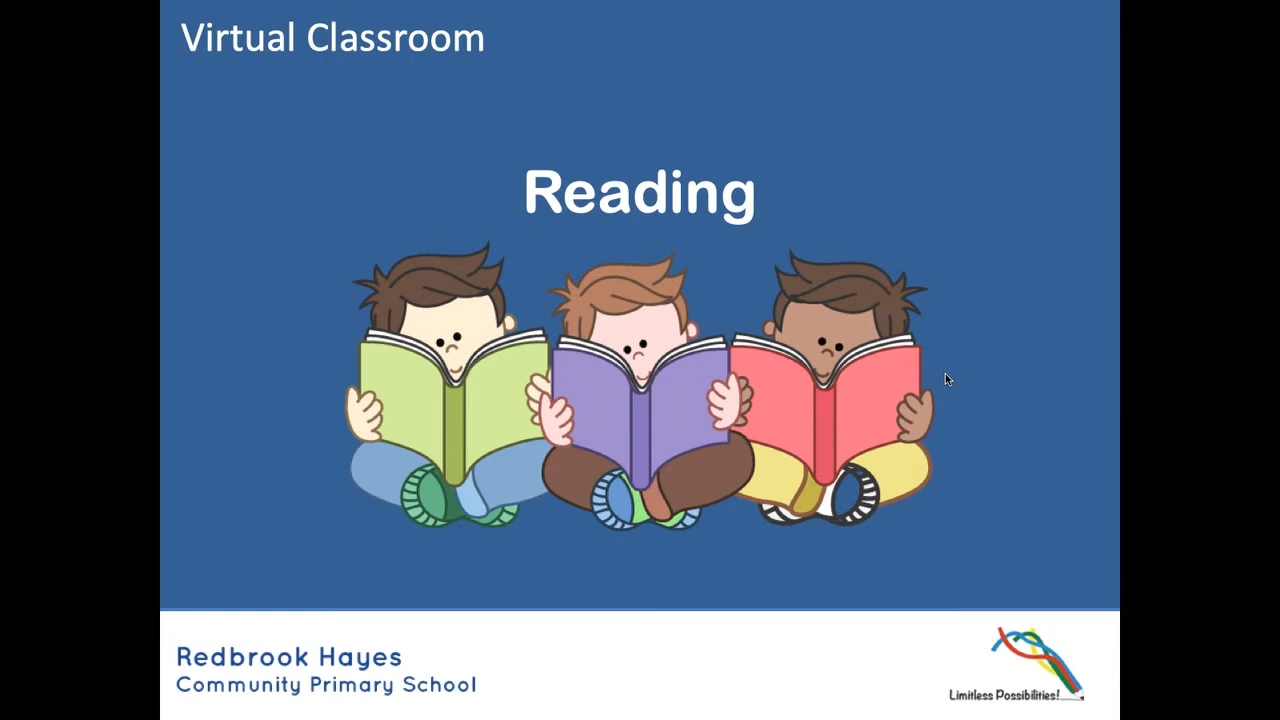 Virtual Classroom
Reading
Redbrook Hayes
Community Primary School
Limitless Possibilities!